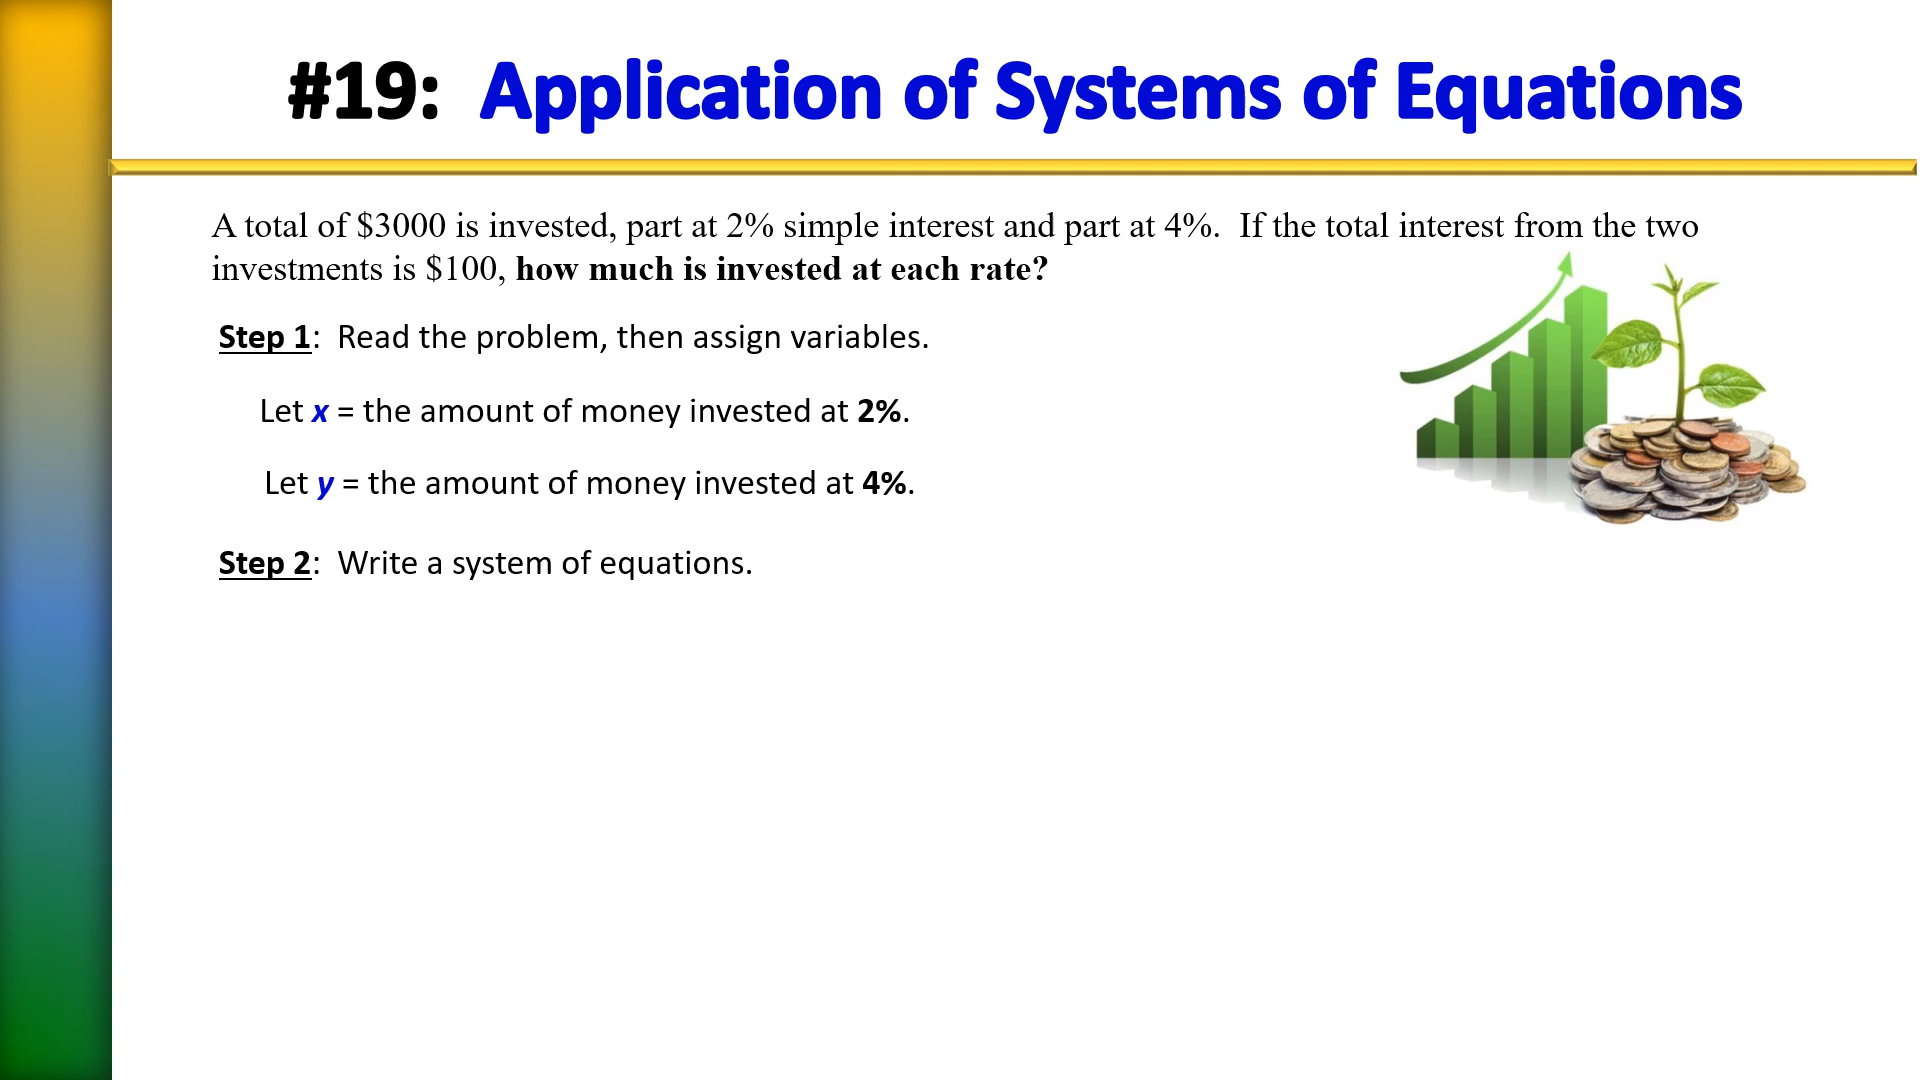 #19: Application of Systems of Equations
A total of $3000 is invested, part at 2% simple interest and part at 4%. If the total interest from the two
investments is $100, how much is invested at each rate?
Step 1: Read the problem, then assign variables.
Let x = the amount of money invested at 2%.
Let y = the amount of money invested at 4%.
Step 2: Write a system of equations.